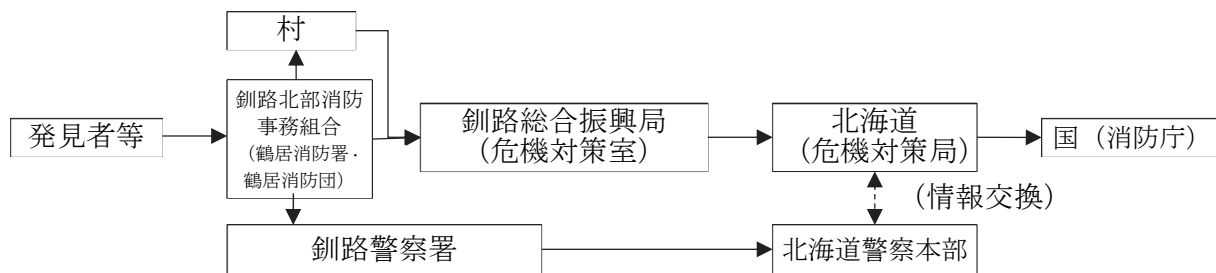 村
発見者等
釧路北部消防
事務組合
（鶴居消防署・
鶴居消防団）
釧路総合振興局
（危機対策室）
北海道
（危機対策局）
国（消防庁）
（情報交換）
釧路警察署
北海道警察本部